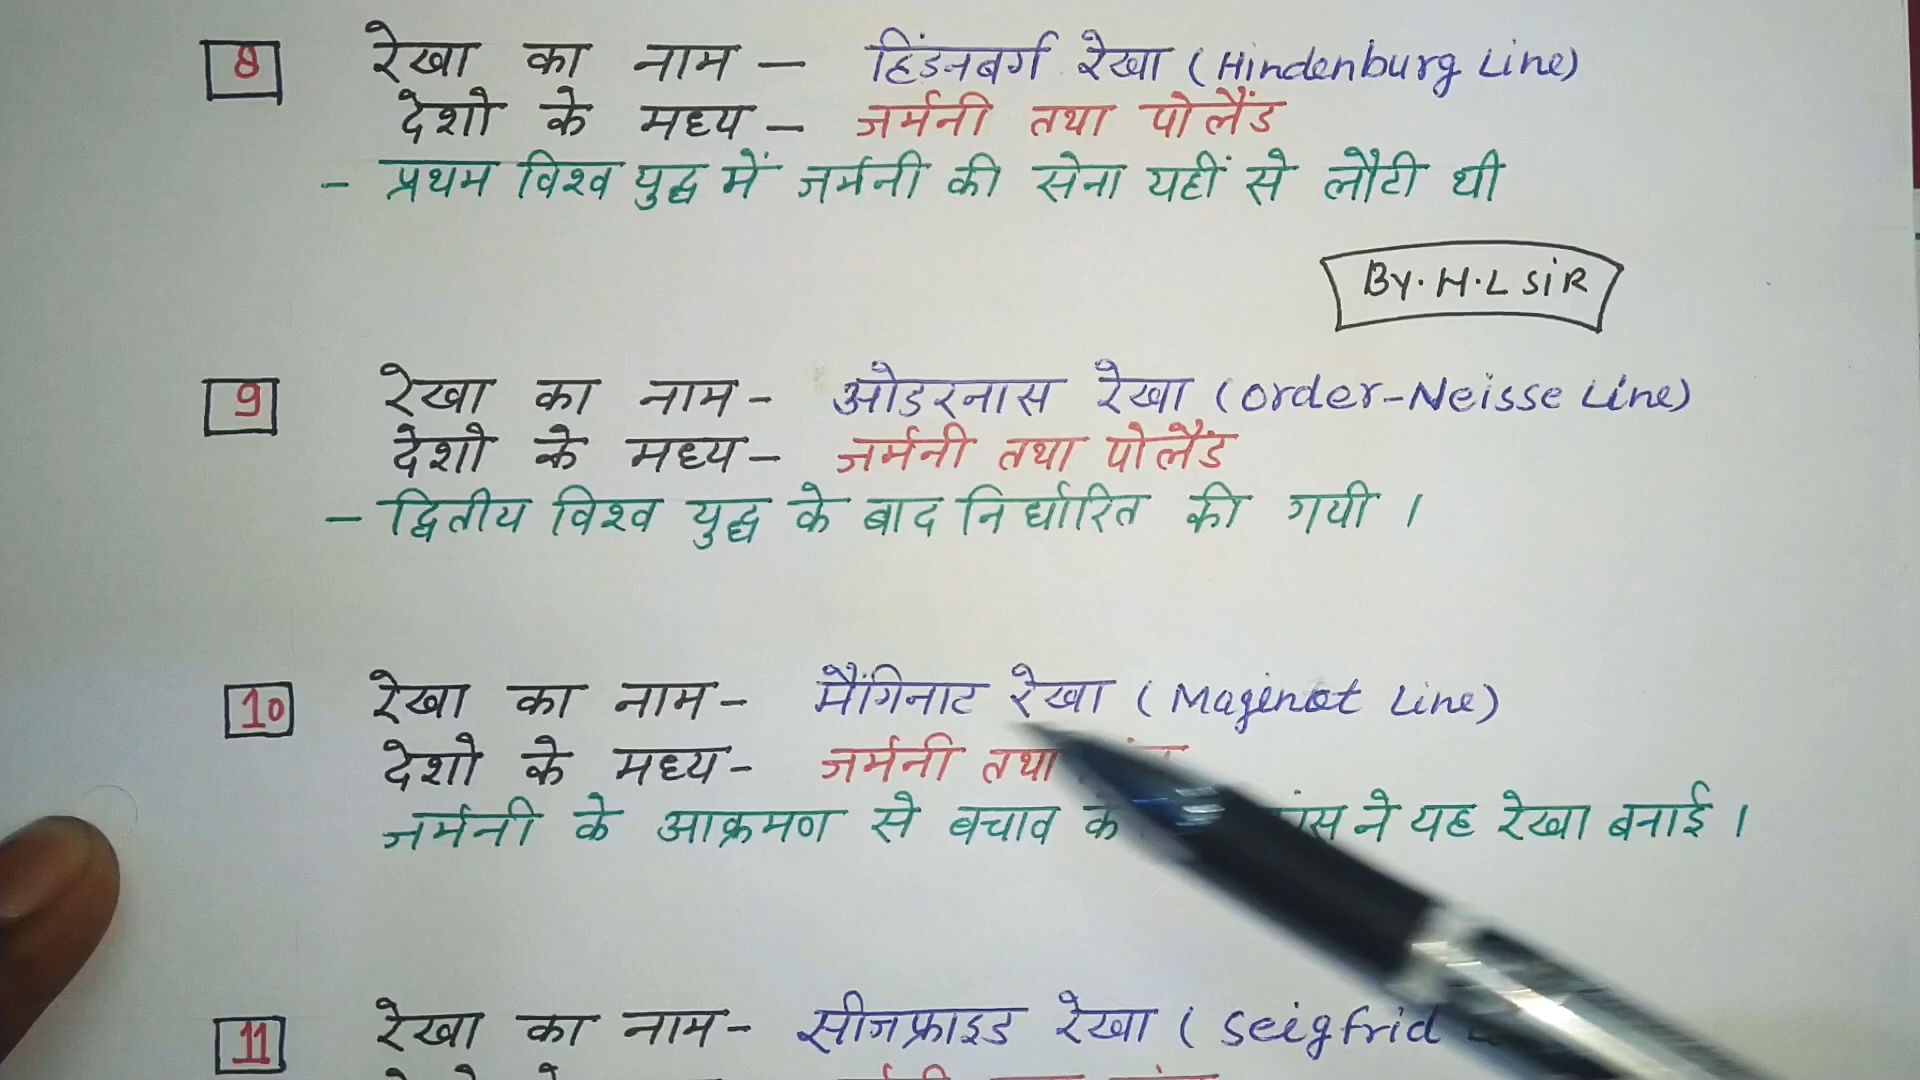 8 रेखा का नाम – हिंडनबर्ग रेखा (Hindenburg Line)
देशो के मध्य – जर्मनी तथा पोलैंड
– प्रथम विश्व युद्ध में जर्मनी की सेना यहीं से लौटी थी
By. H.L SiR
9 रेखा का नाम – ओडरनास रेखा (Order-Neisse Line)
देशो के मध्य – जर्मनी तथा पोलैंड
– द्वितीय विश्व युद्ध के बाद निर्धारित की गयी ।
10 रेखा का नाम – मैंगिनाट रेखा (Maginot Line)
देशो के मध्य – जर्मनी तथा
जर्मनी के आक्रमण से बचाव ने यह रेखा बनाई ।
11 रेखा का नाम – सीजफ्राइड रेखा (Seigfrid